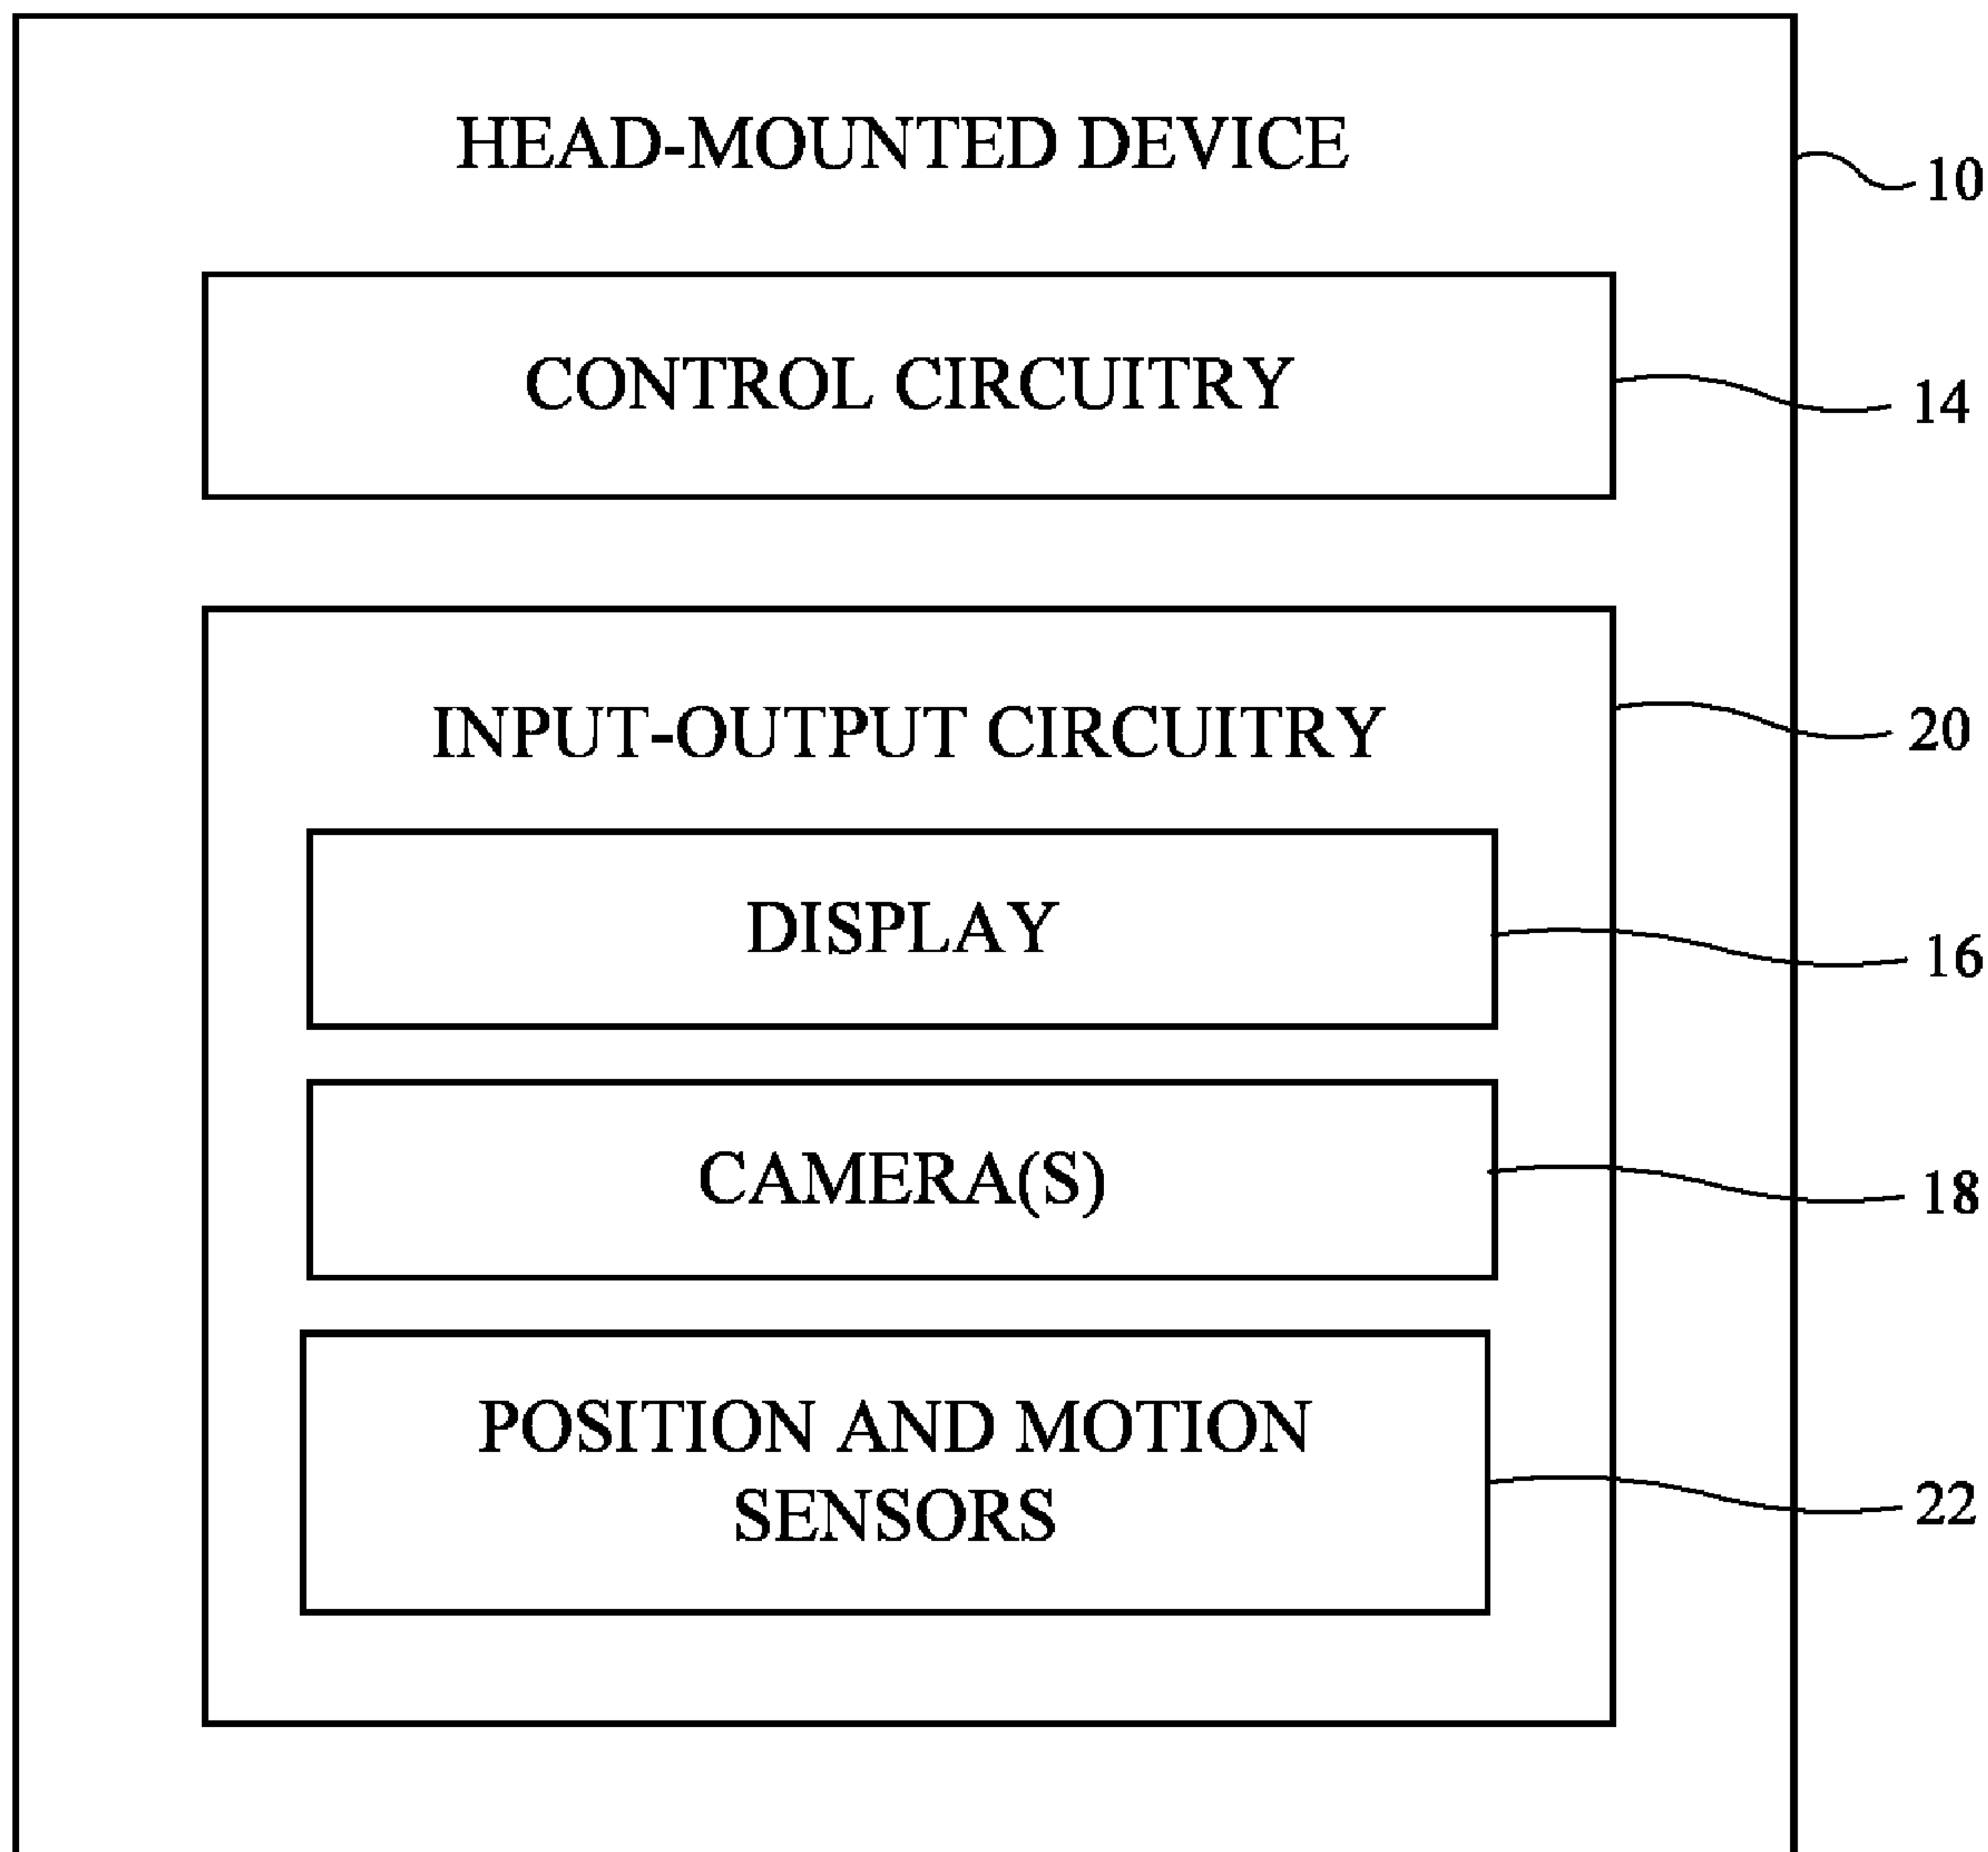 HEAD-MOUNTED DEVICE
10
CONTROL CIRCUITRY
14
INPUT-OUTPUT CIRCUITRY
20
DISPLAY
16
CAMERA(S)
18
POSITION AND MOTION
SENSORS
22